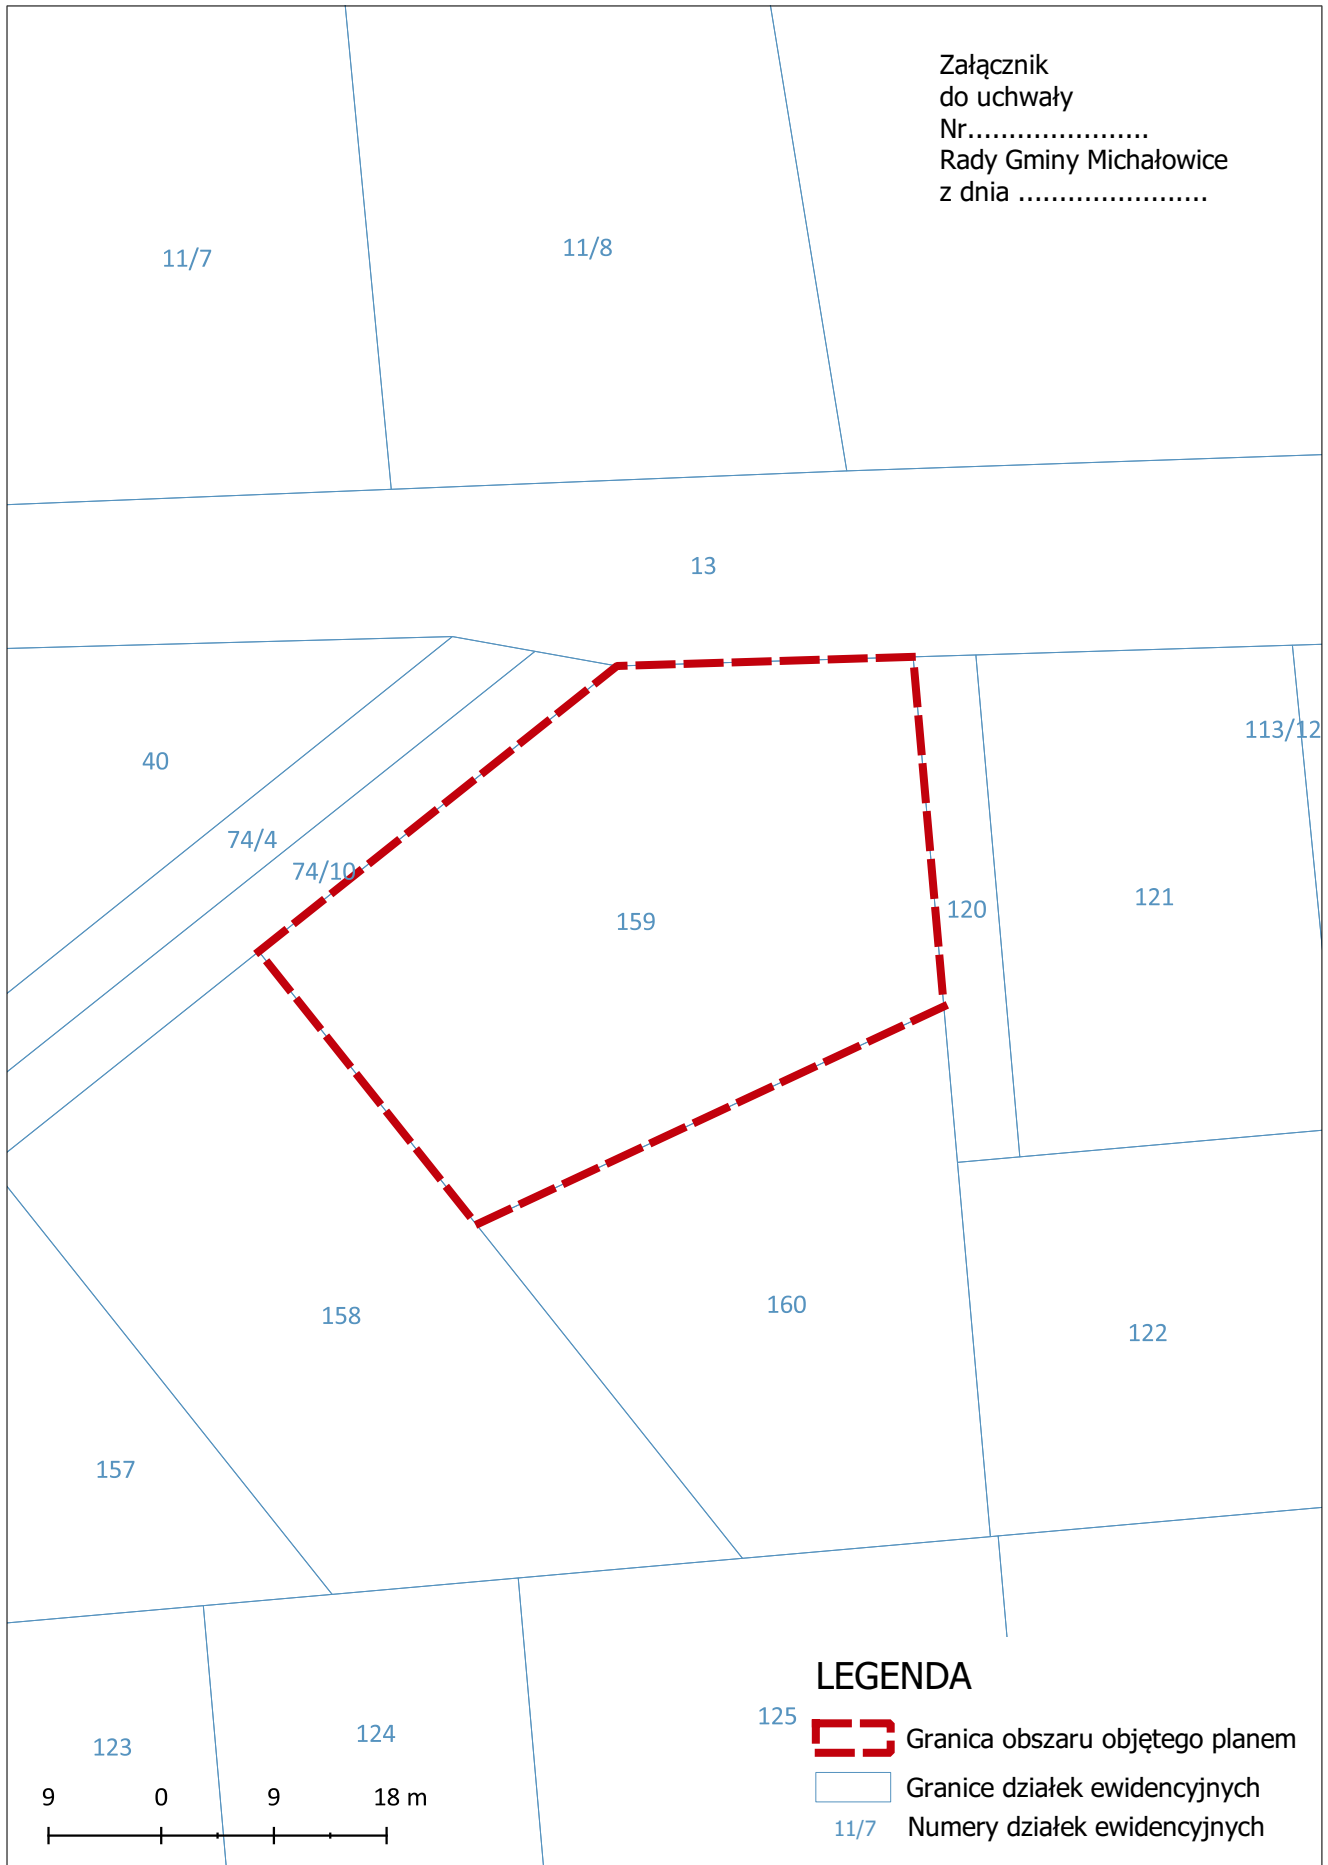 Załącznik
do uchwały
Nr......................
Rady Gminy Michałowice
z dnia .......................
11/7
11/8
13
40
74/4
74/10
159
120
121
113/12
158
160
122
157
123
124
125
LEGENDA
Granica obszaru objętego planem
Granice działek ewidencyjnych
11/7 Numery działek ewidencyjnych
9 0 9 18 m